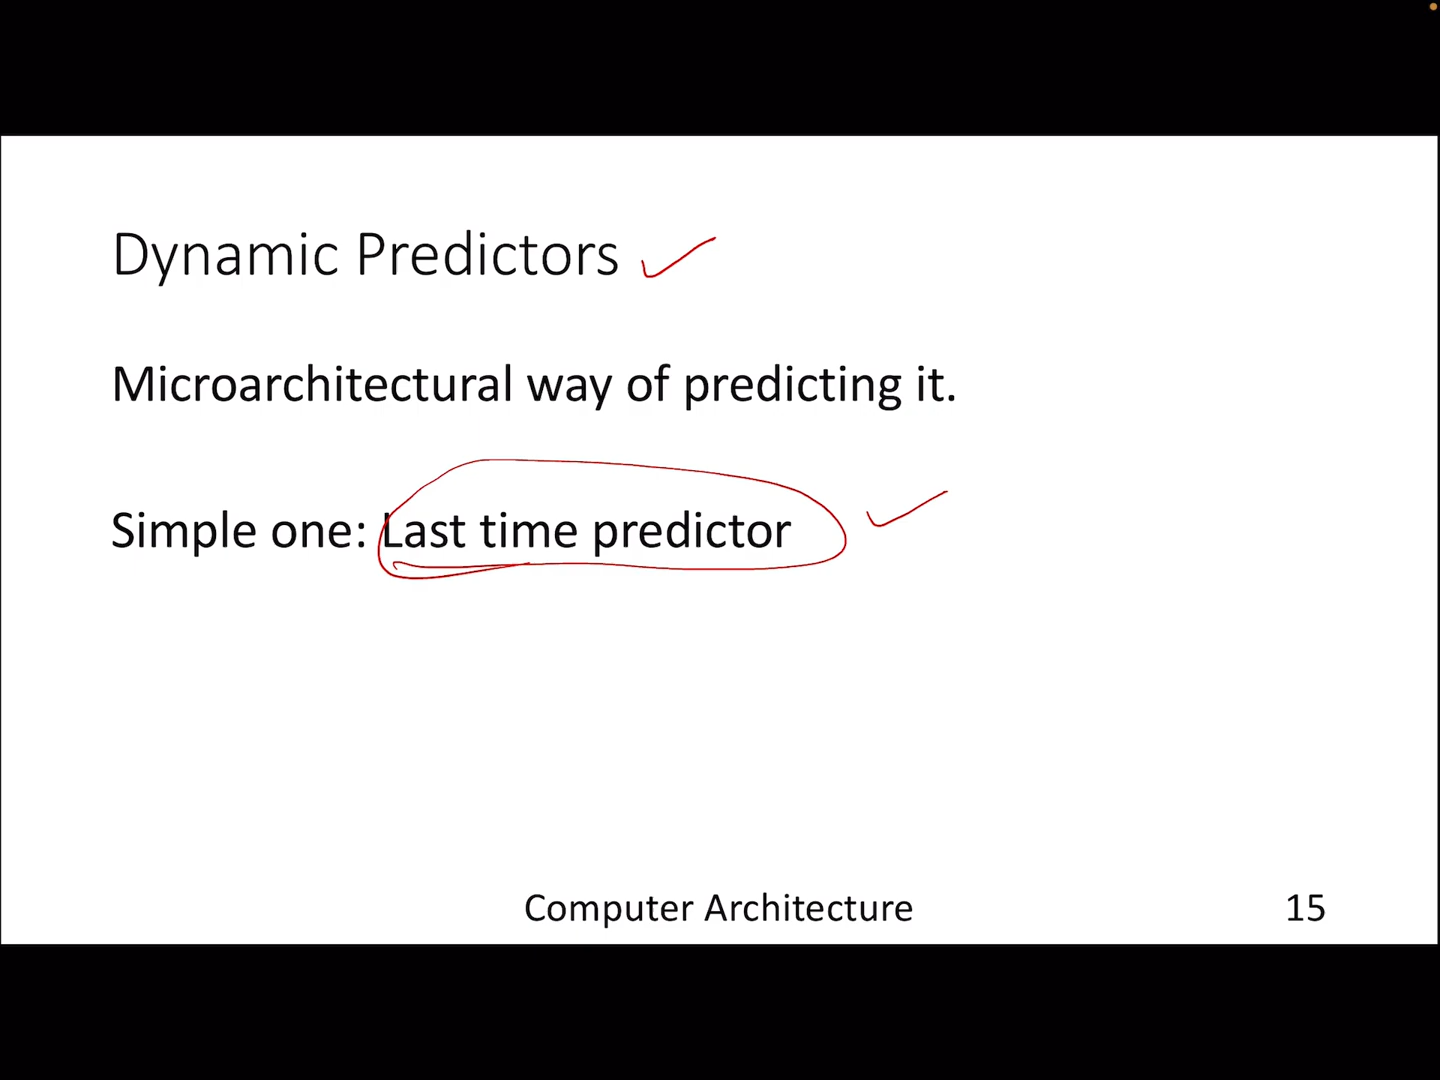 Dynamic Predictors
Microarchitectural way of predicting it.
Simple one: Last time predictor
Computer Architecture
15